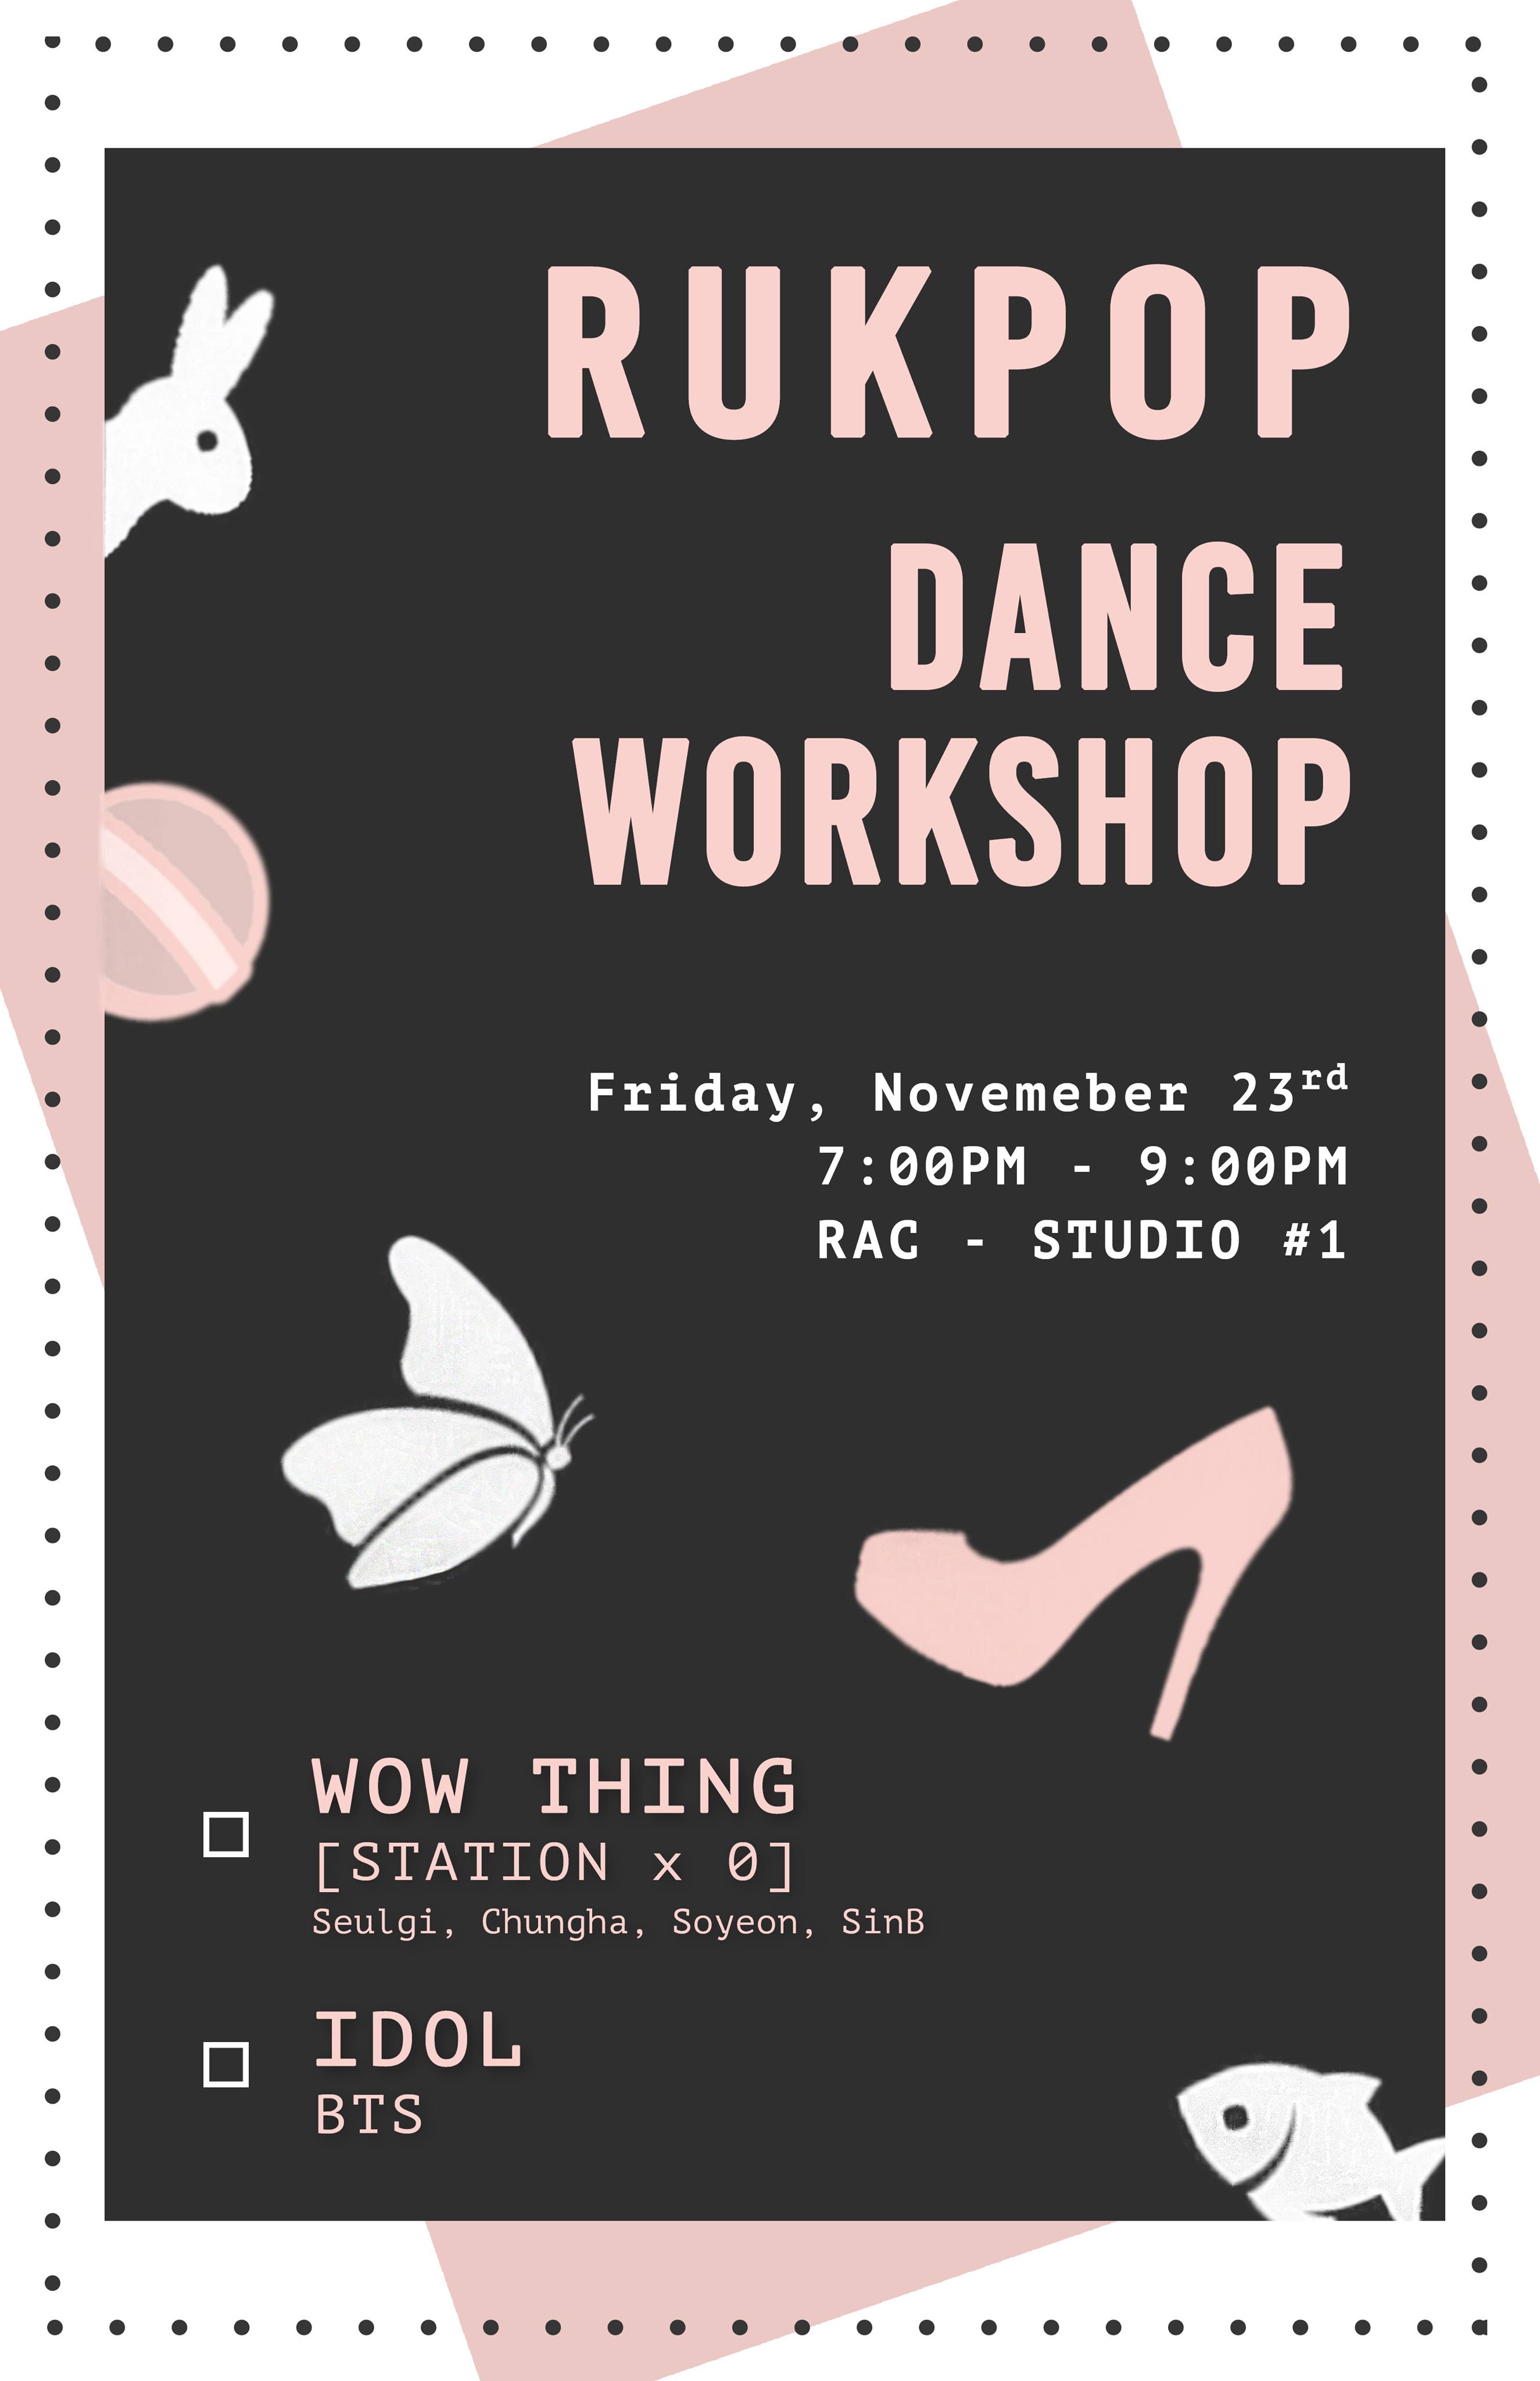 RUKPOP
DANCE
WORKSHOP
Friday, Novemeber 23rd
7:00PM - 9:00PM
RAC - STUDIO #1
WOW THING
[STATION x 0]
Seulgi, Chungha, Soyeon, SinB
IDOL
BTS